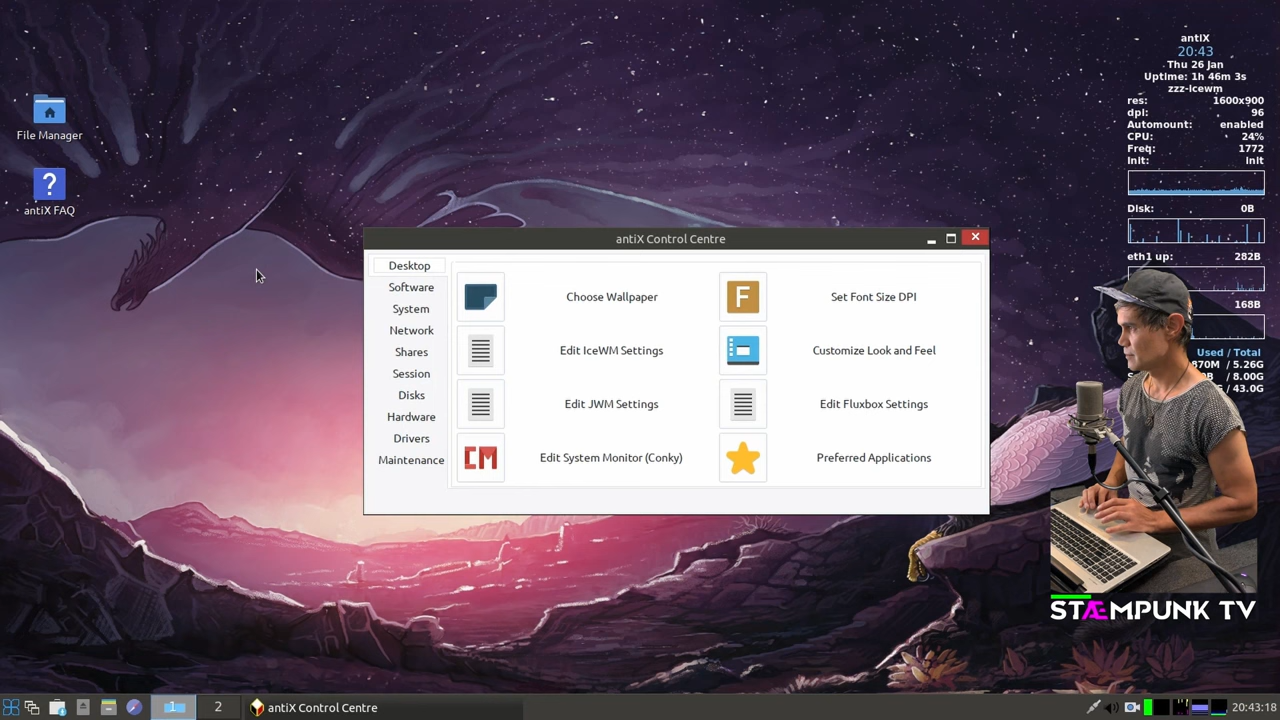 File Manager
?
antiX FAQ
antiX Control Centre
Desktop
Software
System
Network
Shares
Session
Disks
Hardware
Drivers
Maintenance
Choose Wallpaper
F
Set Font Size DPI
Edit IceWM Settings
Customize Look and Feel
Edit JWM Settings
Edit Fluxbox Settings
CM
Edit System Monitor (Conky)
Preferred Applications
antiX
20:43
Thu 26 Jan
Uptime: 1h 46m 3s
zzz-icewm
res: 1600x900
dpi: 96
Automount: enabled
CPU: 24%
Freq: 1772
Init: init
Disk: 0B
eth1 up: 282B
168B
Used / Total
870M / 5.26G
B / 8.00G
/ 43.0G
STÆMPUNK TV
1
2
antiX Control Centre
20:43:18